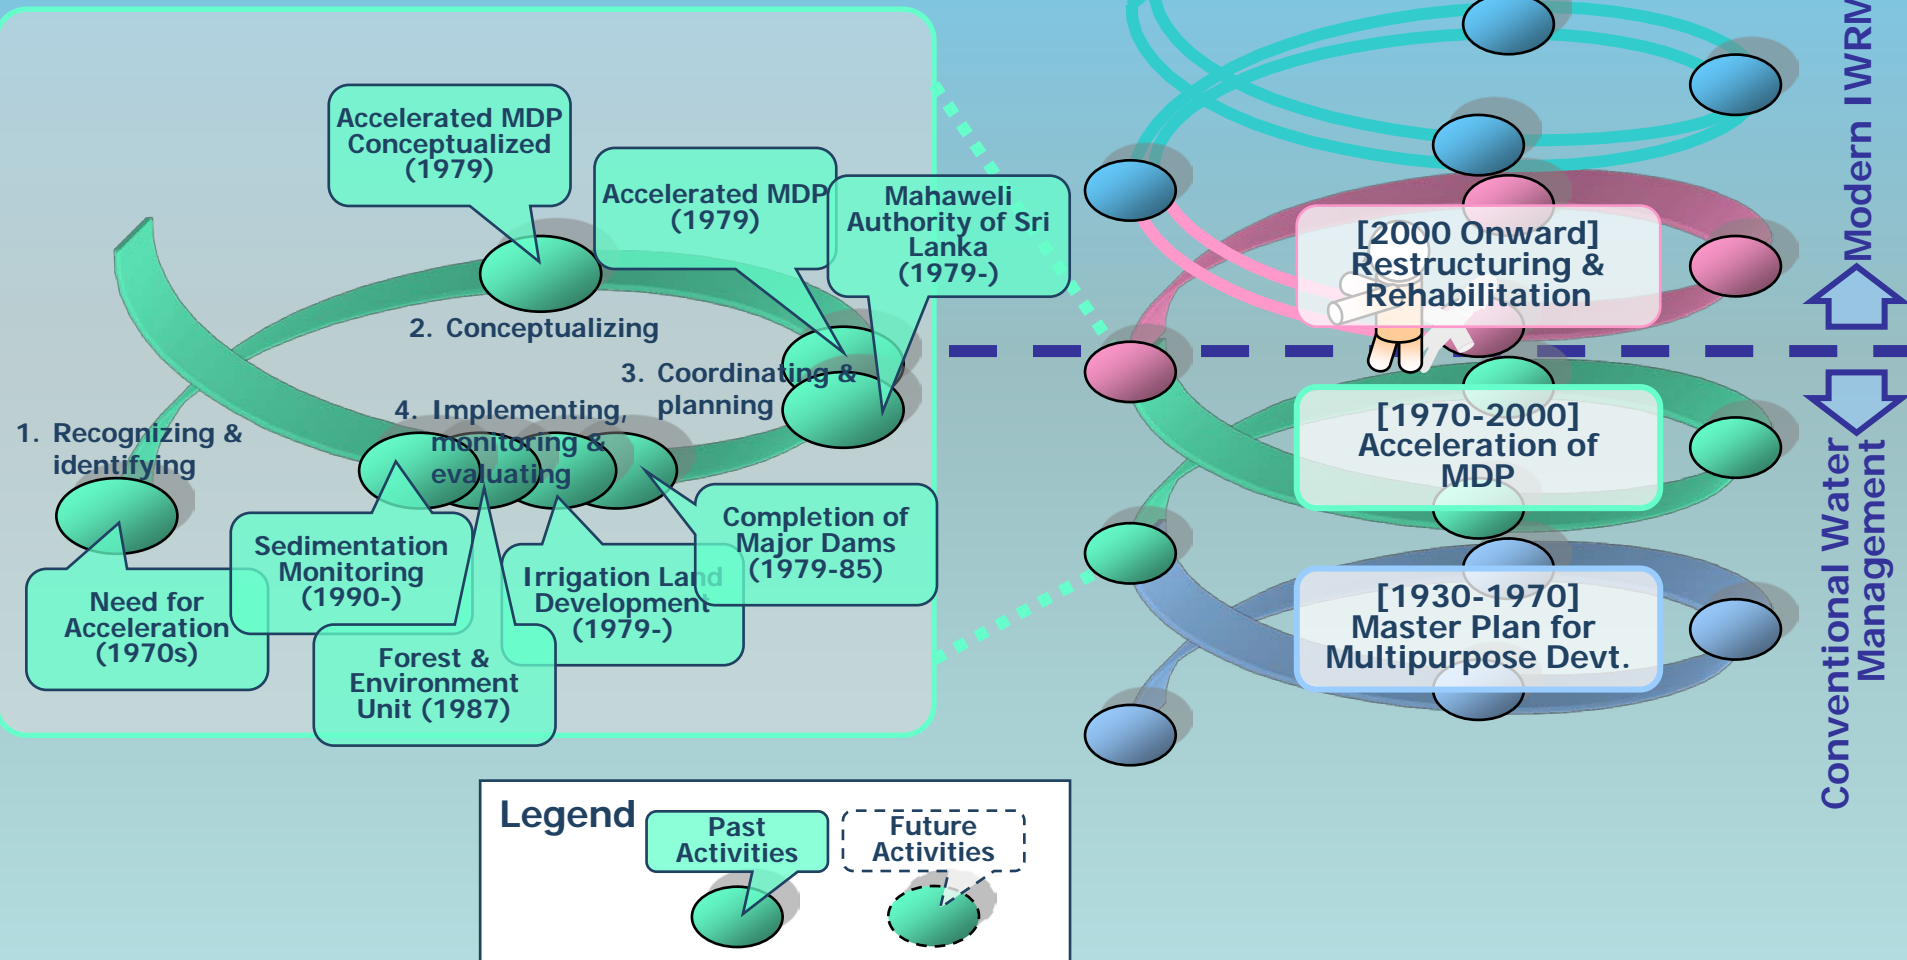 Accelerated MDP
Conceptualized
(1979)
Accelerated MDP
(1979)
Mahaweli
Authority of Sri
Lanka
(1979-)
2. Conceptualizing
3. Coordinating &
planning
4. Implementing,
monitoring &
evaluating
1. Recognizing &
identifying
Need for
Acceleration
(1970s)
Sedimentation
Monitoring
(1990-)
Forest &
Environment
Unit (1987)
Irrigation Land
Development
(1979-)
Completion of
Major Dams
(1979-85)
[2000 Onward]
Restructuring &
Rehabilitation
[1970-2000]
Acceleration of
MDP
[1930-1970]
Master Plan for
Multipurpose Devt.
Modern IWRM
Conventional Water
Management
Legend
Past
Activities
Future
Activities